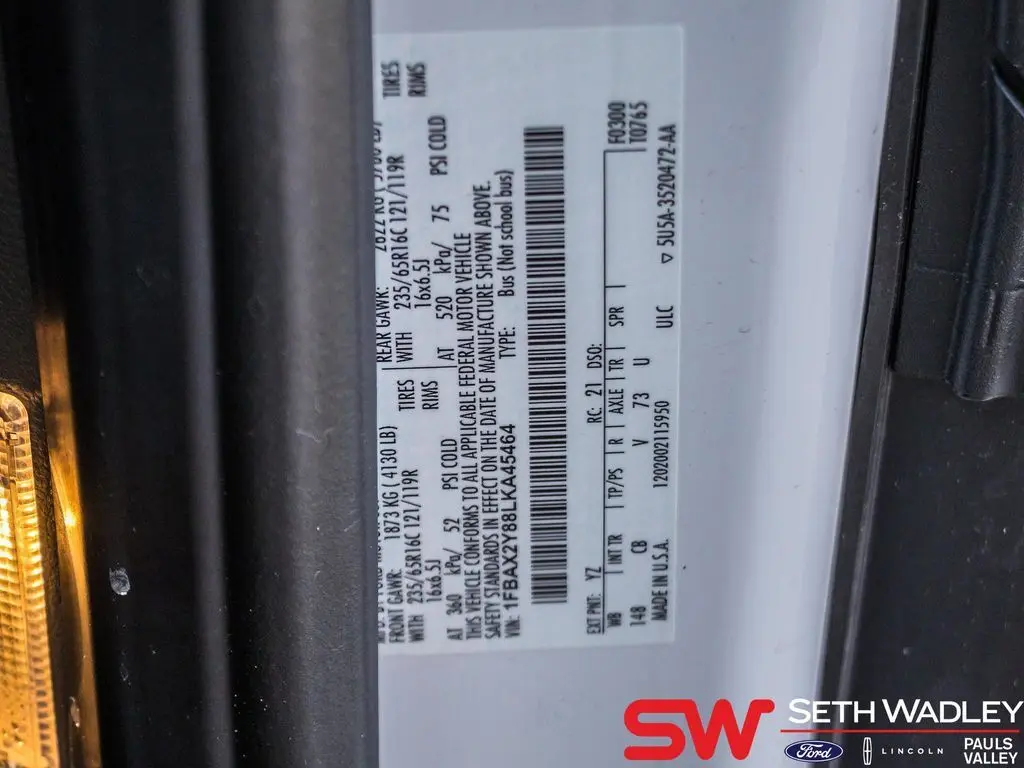 FRONT GAWR: 1873 KG ( 4130 LB)
WITH 235/65R16C 121/119R TIRES
16x6.5J RIMS
AT 360 kPa/ 52 PSI COLD
REAR GAWR: 2622 KG
WITH 235/65R16C 121/119R TIRES
16x6.5J RIMS
AT 520 kPa/ 75 PSI COLD
THIS VEHICLE CONFORMS TO ALL APPLICABLE FEDERAL MOTOR VEHICLE
SAFETY STANDARDS IN EFFECT ON THE DATE OF MANUFACTURE SHOWN ABOVE.
VIN: 1FBAX2Y88LKA45464 TYPE: Bus (Not school bus)
EXT PNT: YZ RC: 21 DSO: F0300
WB INT TR TP/PS R AXLE TR SPR T0765
148 CB V 73 U
MADE IN U.S.A. 120200211S950 ULC ▽ 5U5A-3520472-AA
SW SETH WADLEY
Ford LINCOLN PAULS
VALLEY